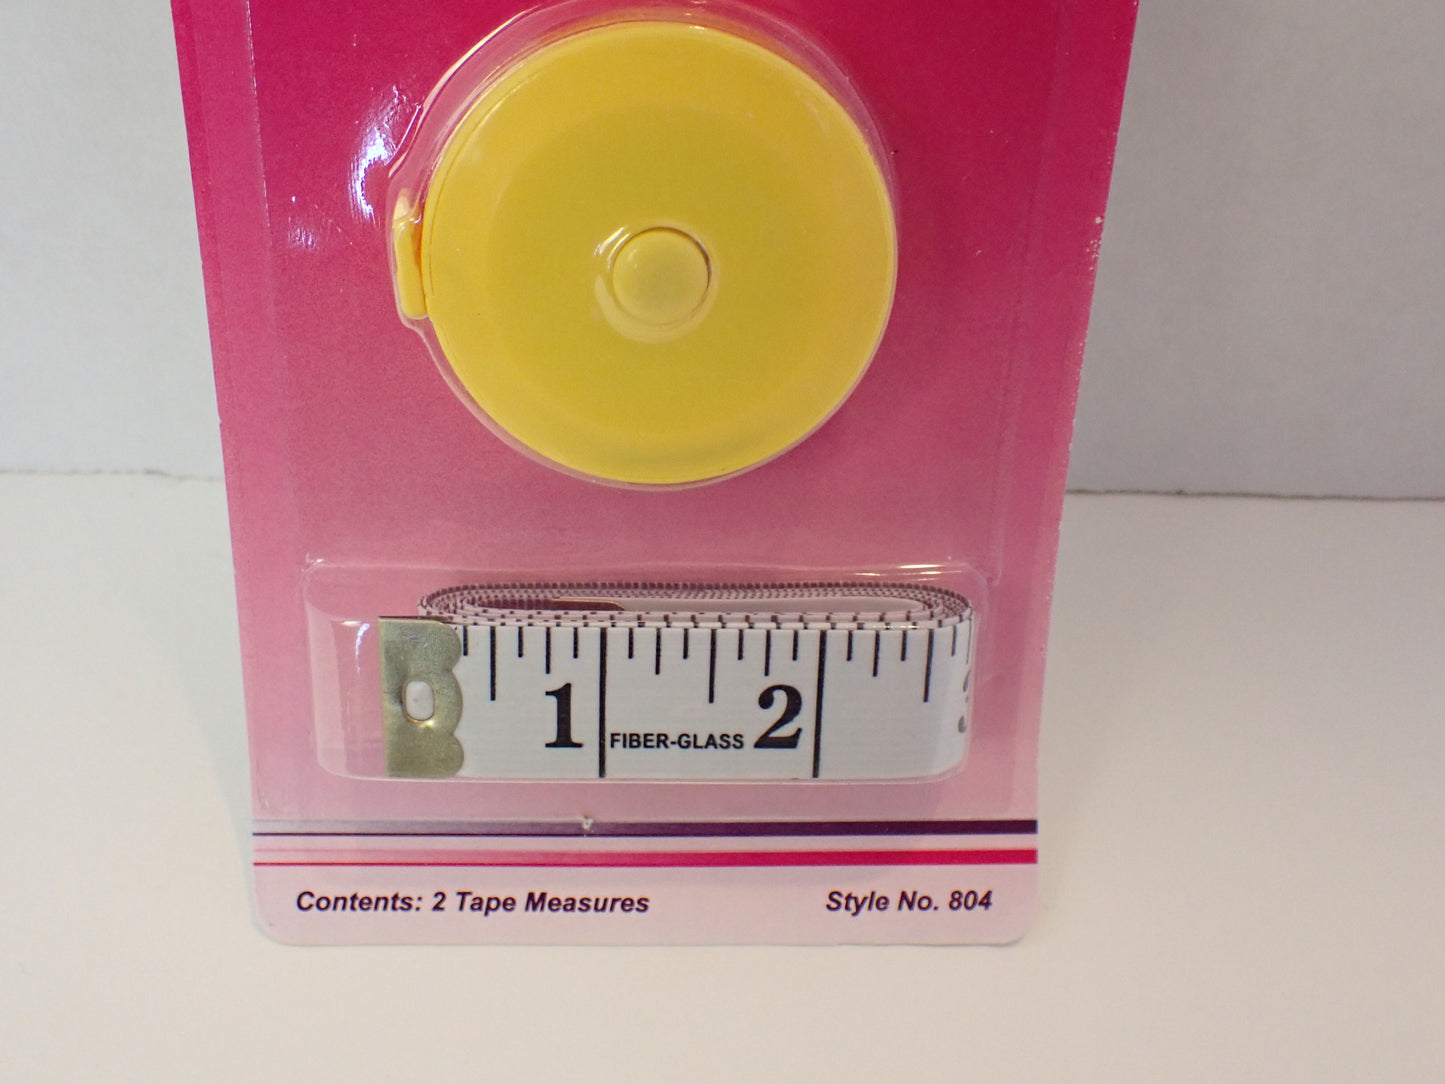 1 FIBER-GLASS 2
Contents: 2 Tape Measures
Style No. 804